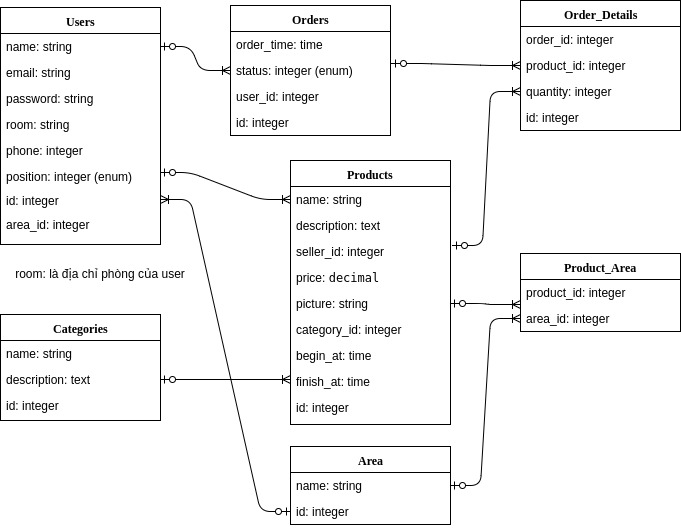 Users
name: string
email: string
password: string
room: string
phone: integer
position: integer (enum)
id: integer
area_id: integer
Orders
order_time: time
status: integer (enum)
user_id: integer
id: integer
Order_Details
order_id: integer
product_id: integer
quantity: integer
id: integer
Products
name: string
description: text
seller_id: integer
price: decimal
picture: string
category_id: integer
begin_at: time
finish_at: time
id: integer
Product_Area
product_id: integer
area_id: integer
room: là địa chỉ phòng của user
Categories
name: string
description: text
id: integer
Area
name: string
id: integer